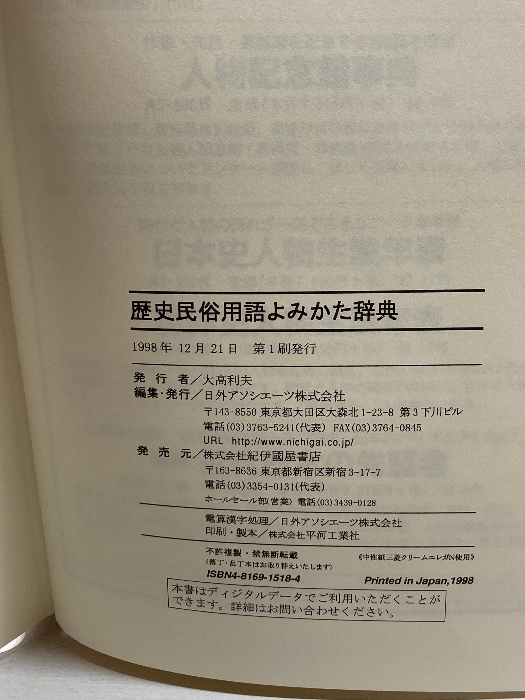 歴史民俗用語よみかた辞典
1998年12月21日　第1刷発行
発行者／大高利夫
編集・発行／日外アソシエーツ株式会社
〒143-8550 東京都大田区大森北1-23-8 第3下川ビル
電話(03)3763-5241(代表) FAX(03)3764-0845
URL http://www.nichigai.co.jp/
発売元／株式会社紀伊國屋書店
〒163-8636 東京都新宿区新宿3-17-7
電話(03)3354-0131(代表)
ホールセール部(営業) 電話(03)3439-0128
電算漢字処理／日外アソシエーツ株式会社
印刷・製本／株式会社平河工業社
不許複製・禁無断転載　《中性紙三菱クリームエレガN使用》
〈落丁・乱丁本はお取り替えいたします〉
ISBN4-8169-1518-4　Printed in Japan,1998
本書はディジタルデータでご利用いただくことが
できます。詳細はお問い合わせください。